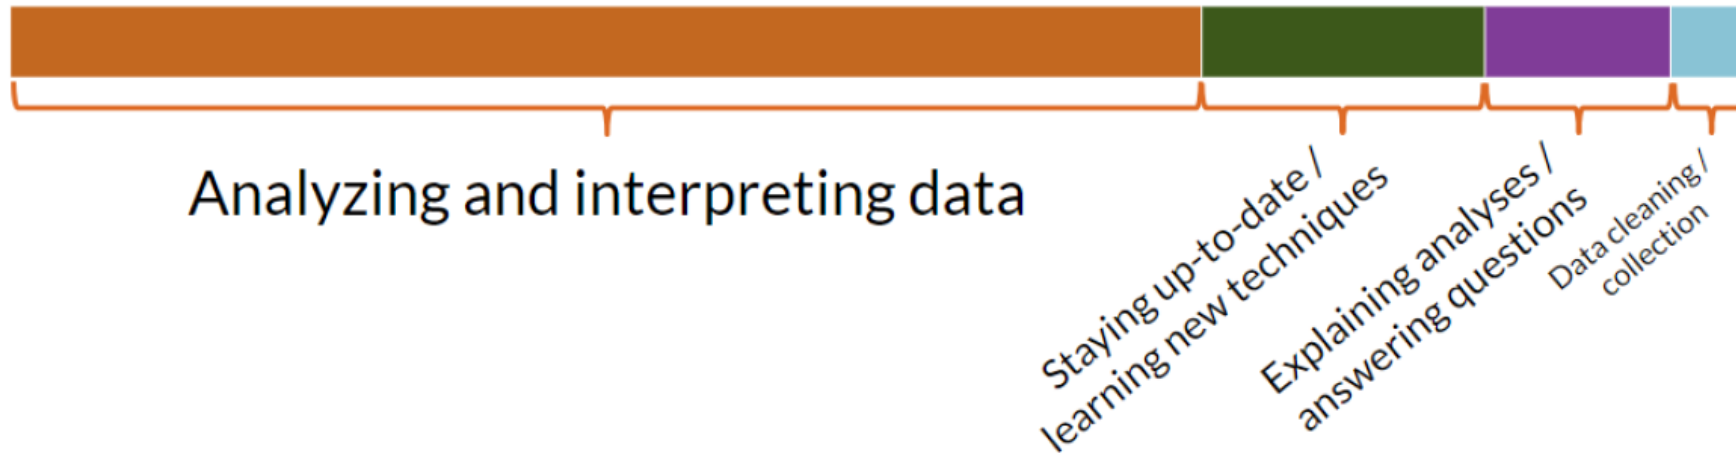 Analyzing and interpreting data
Staying up-to-date /
learning new techniques
Explaining analyses /
answering questions
Data cleaning /
collection